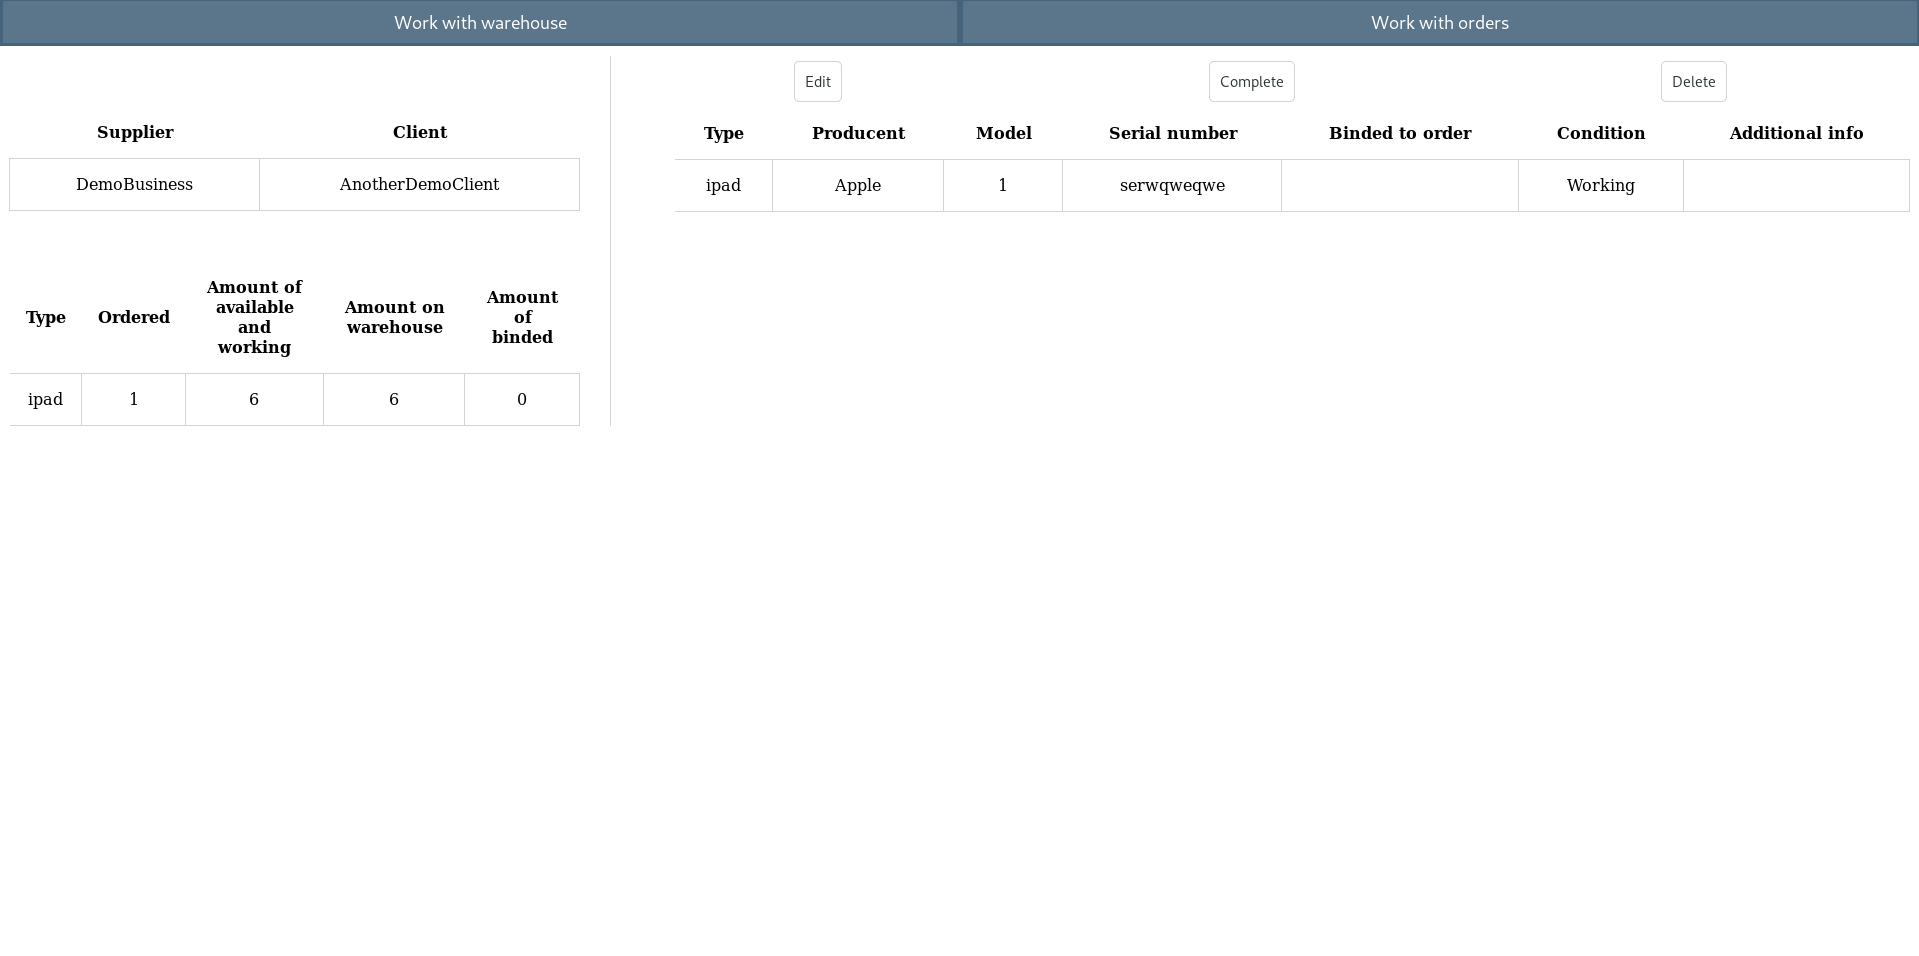 Work with warehouse Work with orders
Supplier Client
DemoBusiness AnotherDemoClient
Type Ordered Amount of available and working Amount on warehouse Amount of binded
ipad 1 6 6 0
Edit Complete Delete
Type Producent Model Serial number Binded to order Condition Additional info
ipad Apple 1 serwqweqwe Working